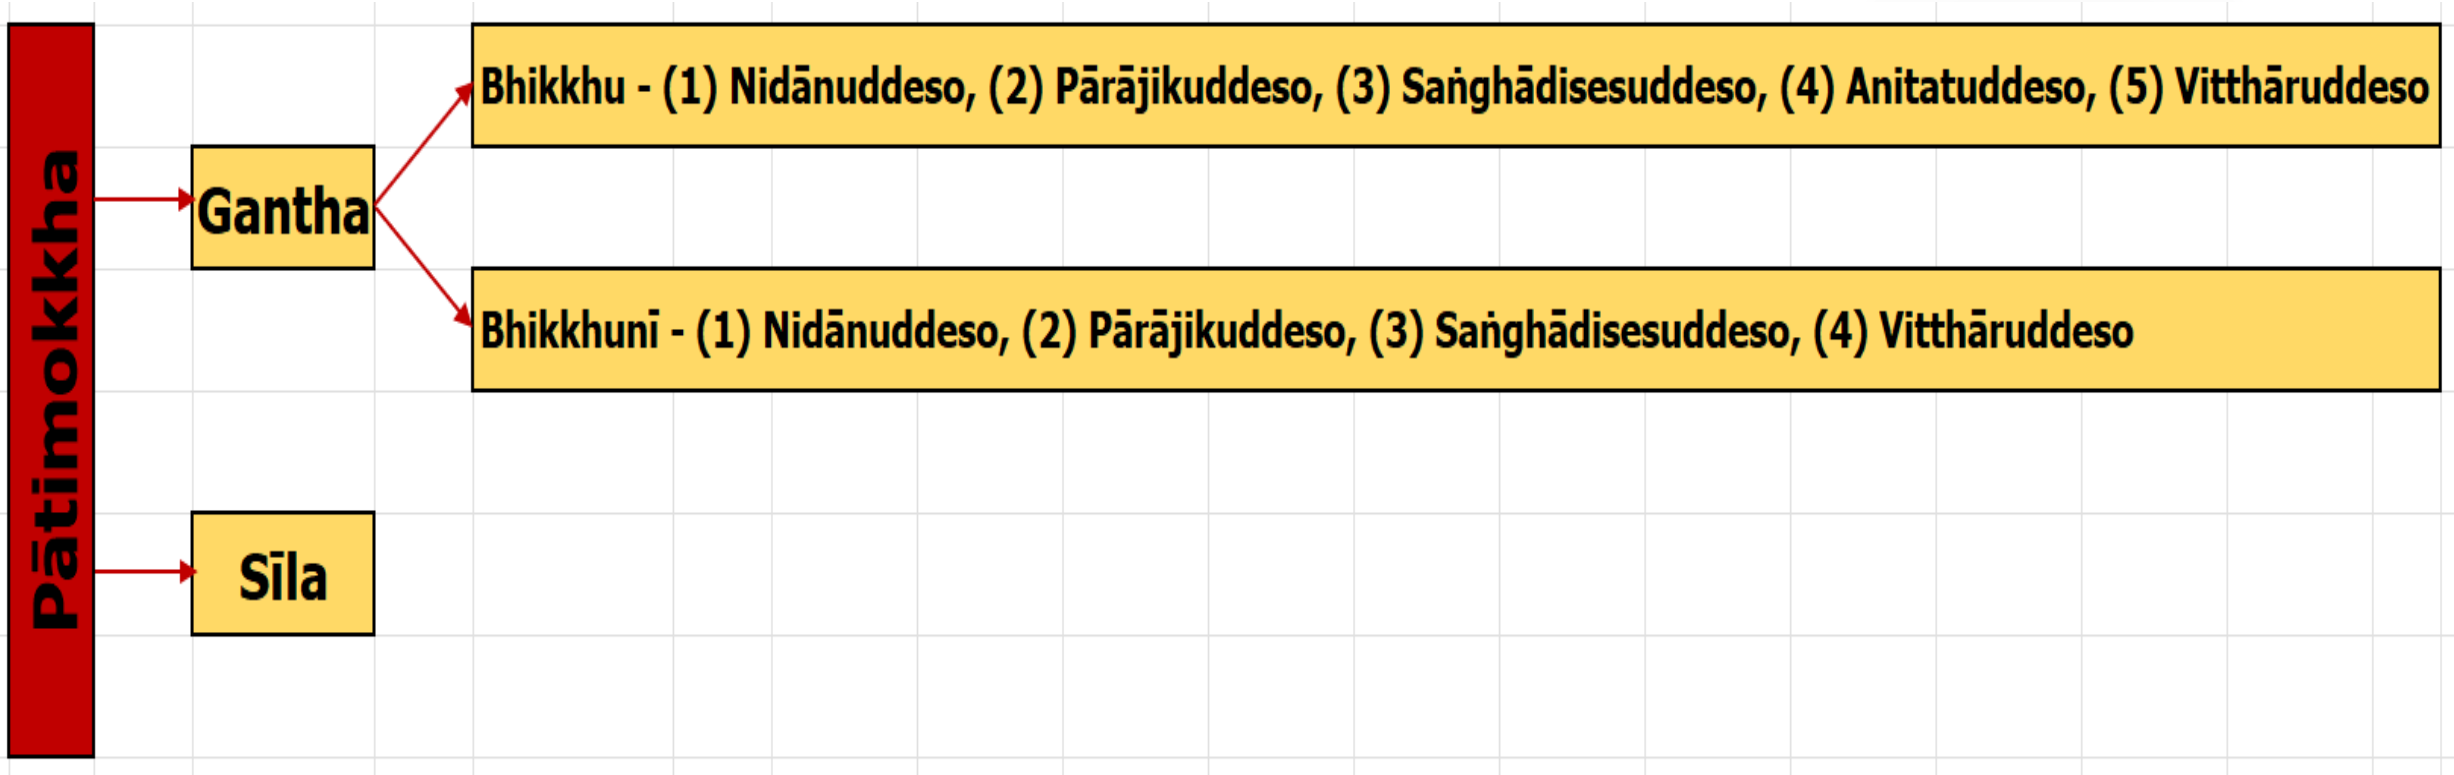 Pātimokkha
Bhikkhu - (1) Nidānuddeso, (2) Pārājikuddeso, (3) Saṅghādisesuddeso, (4) Anitatuddeso, (5) Vitthāruddeso
Gantha
Bhikkhunī - (1) Nidānuddeso, (2) Pārājikuddeso, (3) Saṅghādisesuddeso, (4) Vitthāruddeso
Sīla